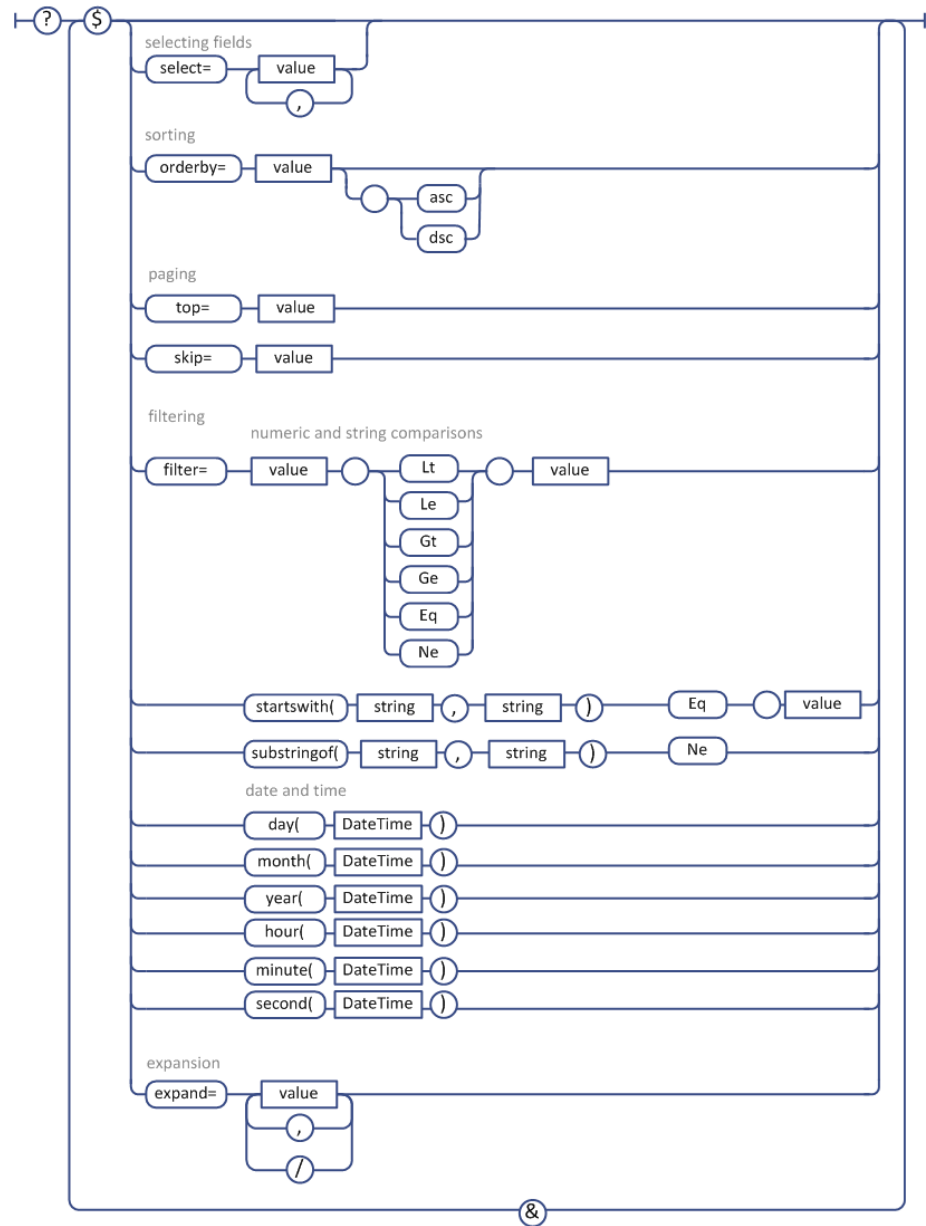 ? $
selecting fields
select= value
,
sorting
orderby= value
asc
dsc
paging
top= value
skip= value
filtering
numeric and string comparisons
filter= value Lt value
Le
Gt
Ge
Eq
Ne
startswith( string , string ) Eq value
substringof( string , string ) Ne
date and time
day( DateTime )
month( DateTime )
year( DateTime )
hour( DateTime )
minute( DateTime )
second( DateTime )
expansion
expand= value
,
/
&